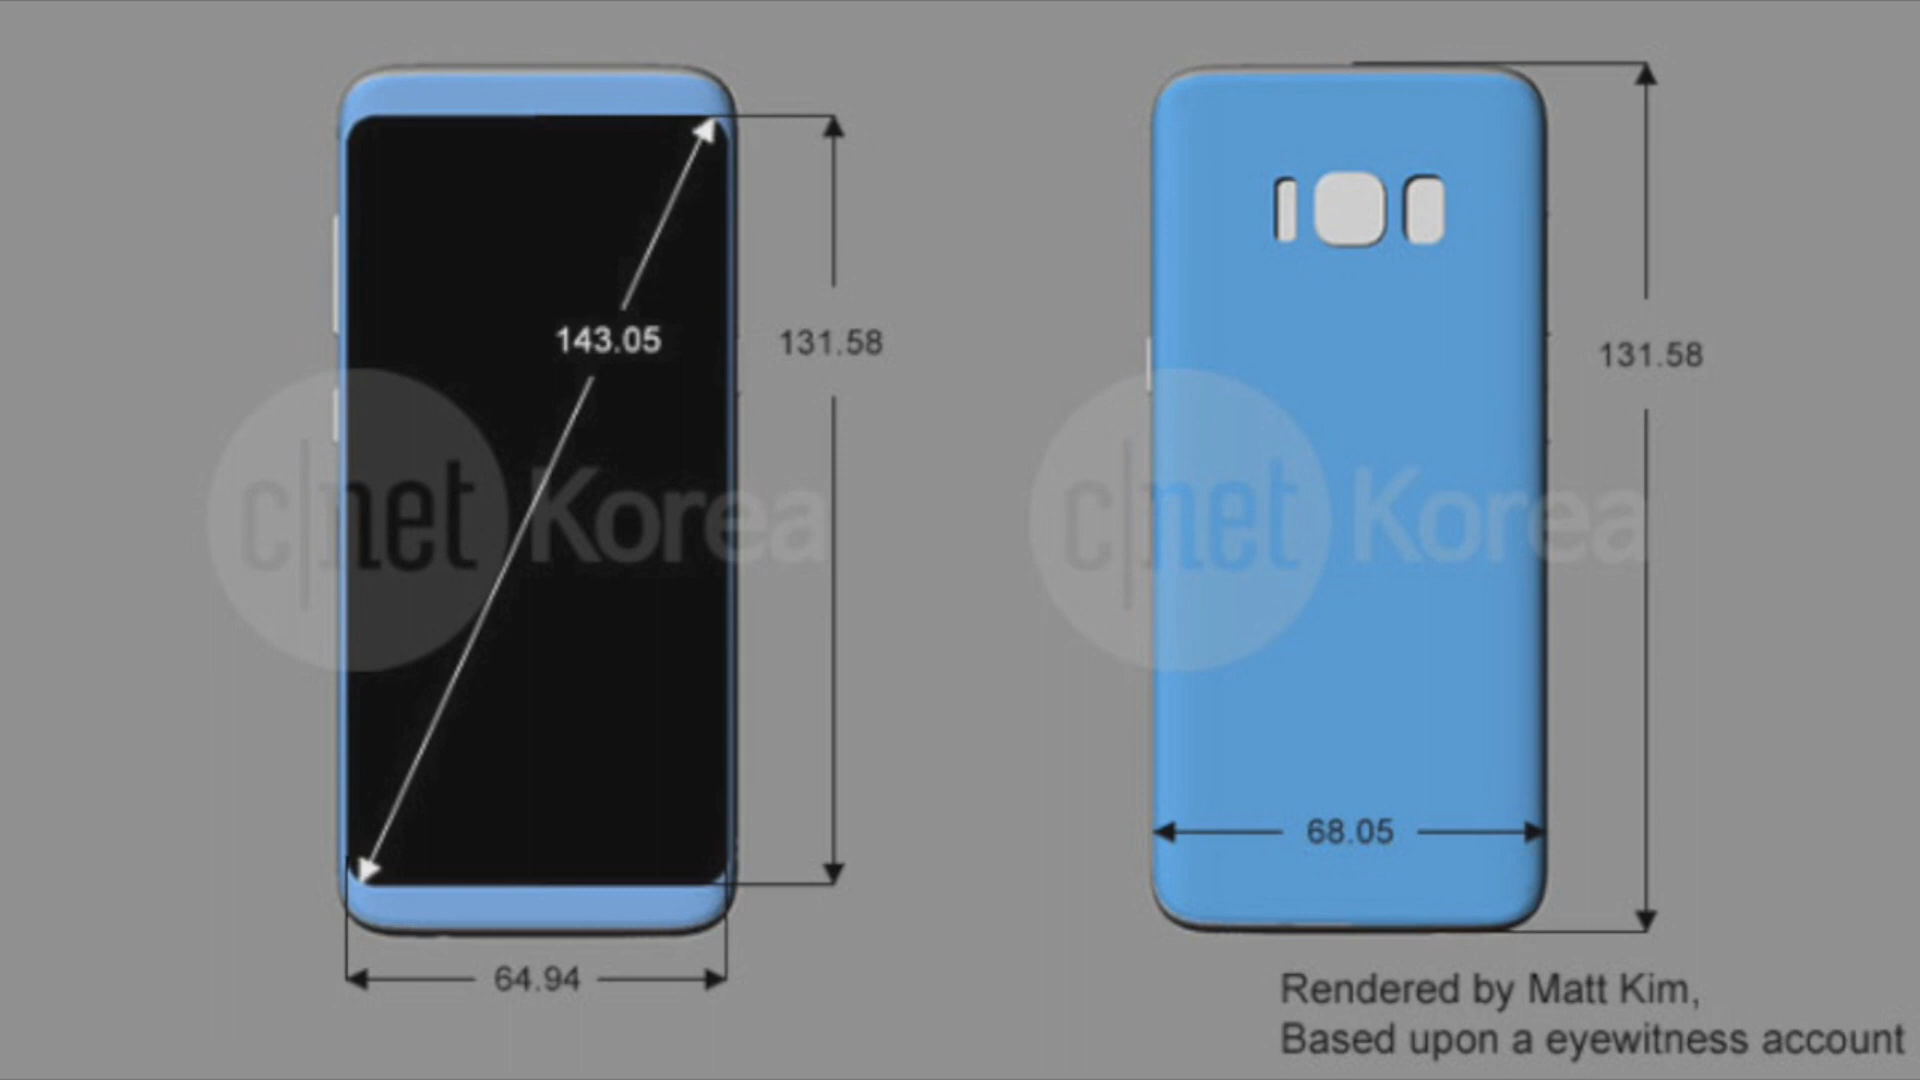 143.05
131.58
64.94
c|net Korea
131.58
68.05
c|net Korea
Rendered by Matt Kim,
Based upon a eyewitness account